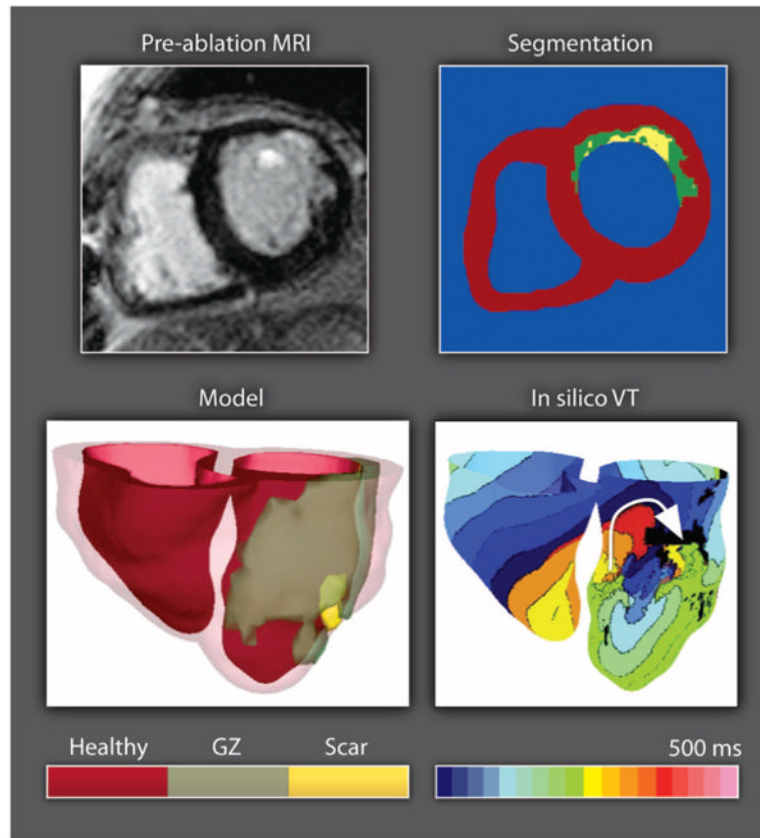 Pre-ablation MRI
Segmentation
Model
In silico VT
Healthy GZ Scar
500 ms